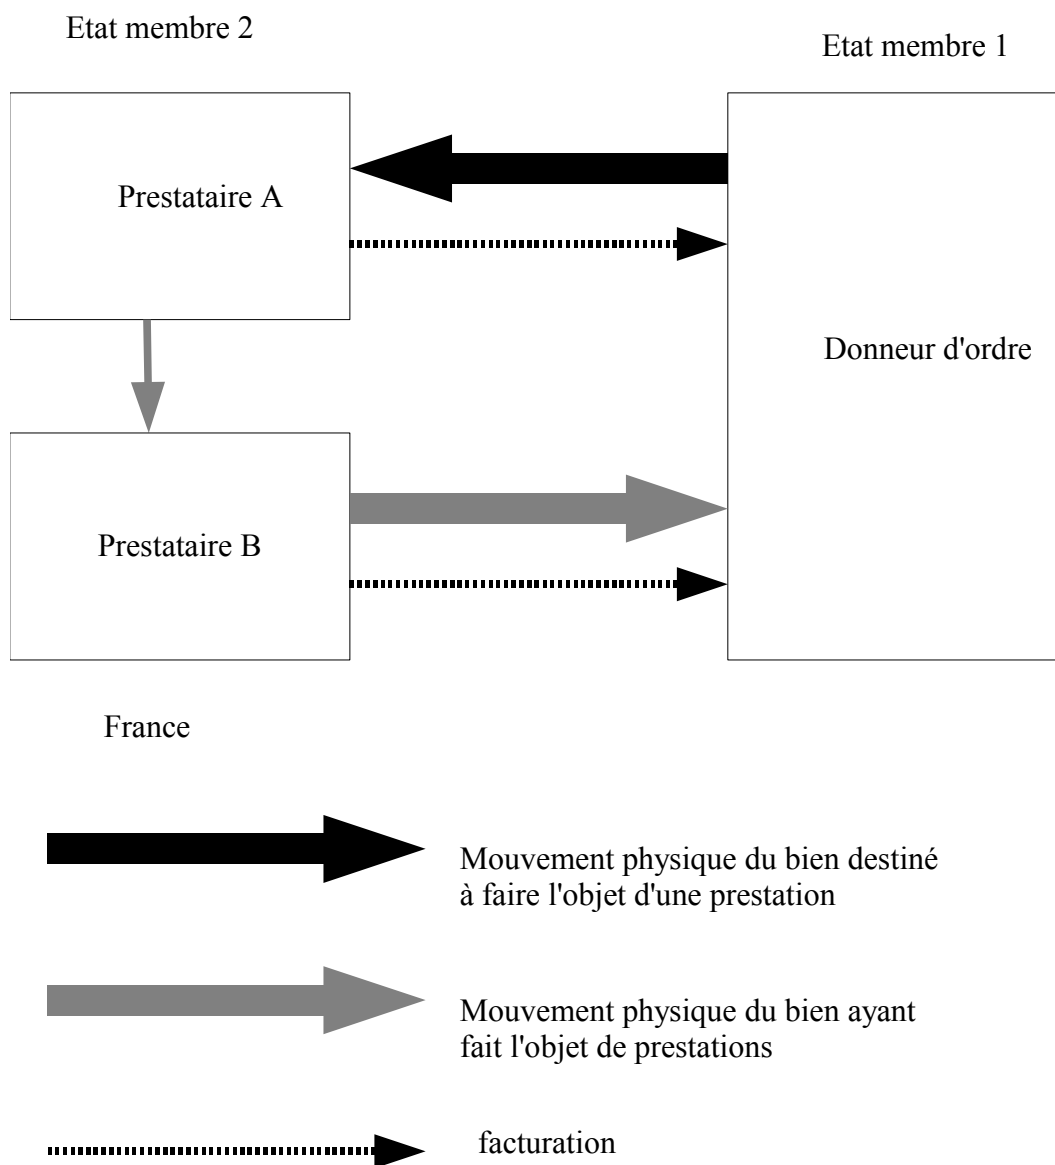 Etat membre 2
Etat membre 1
Prestataire A
Donneur d'ordre
Prestataire B
France
Mouvement physique du bien destiné
à faire l'objet d'une prestation
Mouvement physique du bien ayant
fait l'objet de prestations
facturation